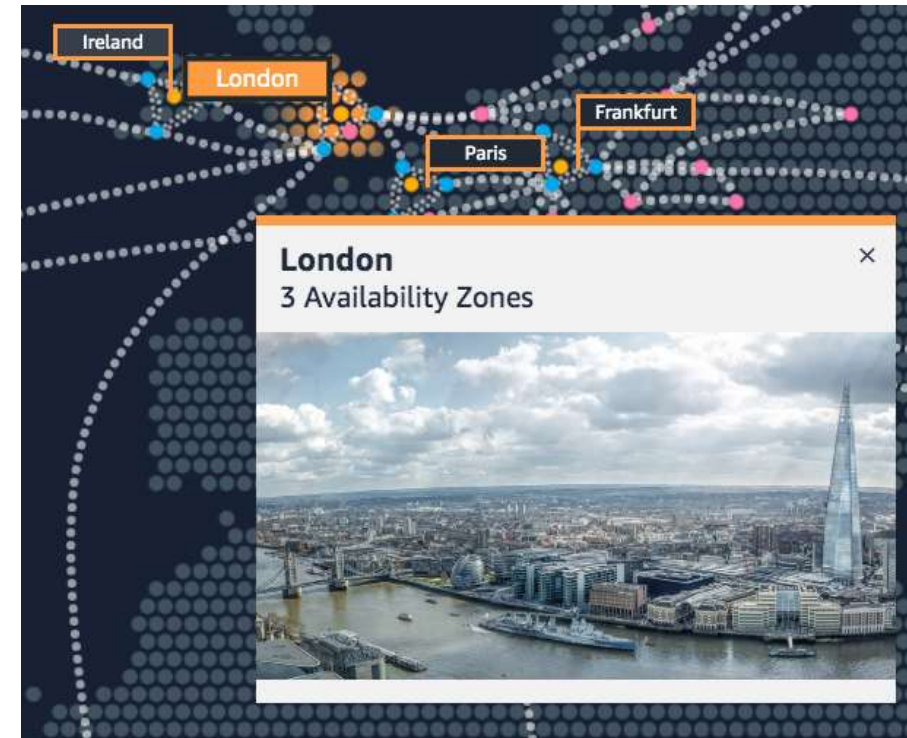 Ireland
London
Frankfurt
Paris
London
3 Availability Zones